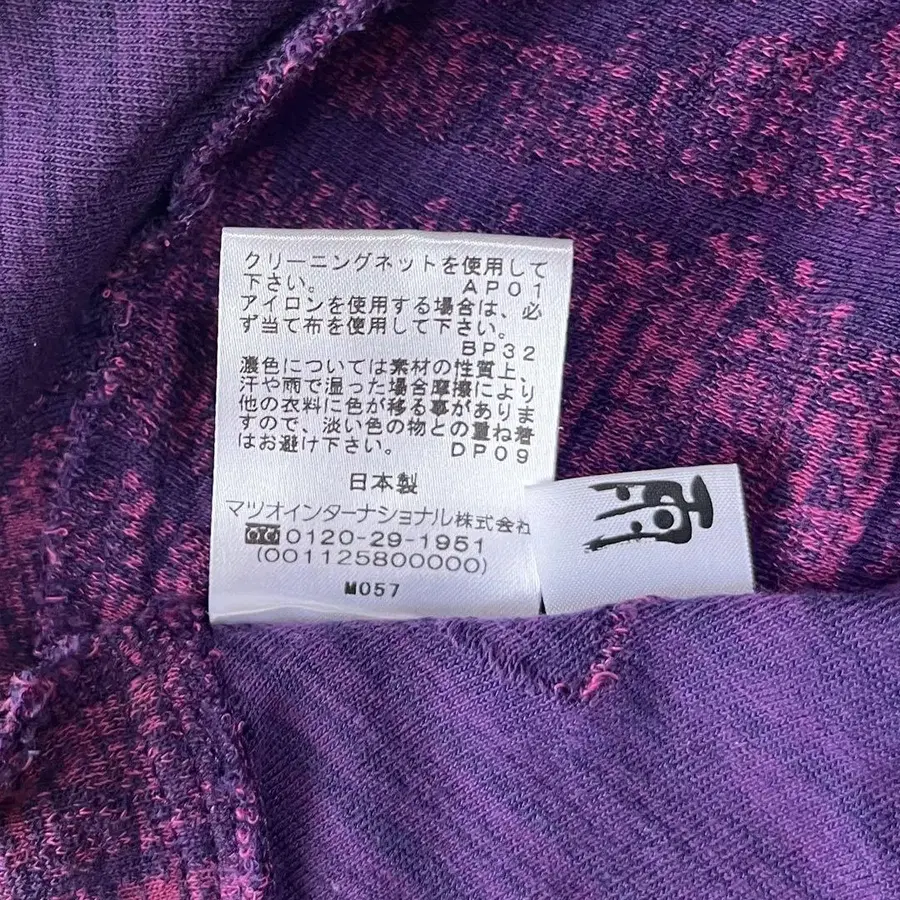 クリーニングネットを使用して
下さい。 AP01
アイロンを使用する場合は、必
ず当て布を使用して下さい。
BP32
濃色については素材の性質上、
汗や雨で湿った場合摩擦により
他の衣料に色が移る事がありま
すので、淡い色の物との重ね着
はお避け下さい。 DP09
日本製
マツオインターナショナル株式会社
0120-29-1951
(001125800000)
M057